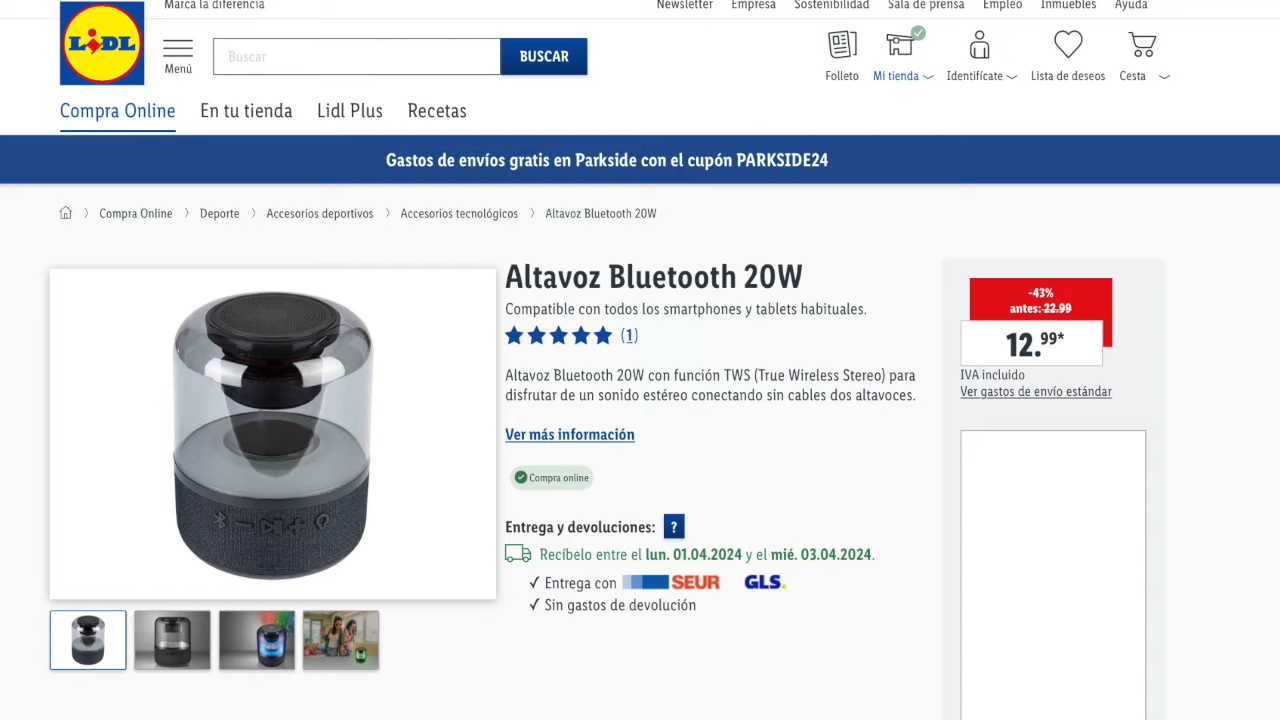 Marca la diferencia
Newsletter Empresa Sostenibilidad Sala de prensa Empleo Inmuebles Ayuda
LIDL
Menú
Buscar
BUSCAR
Folleto
Mi tienda
Identifícate
Lista de deseos
Cesta
Compra Online En tu tienda Lidl Plus Recetas
Gastos de envíos gratis en Parkside con el cupón PARKSIDE24
Compra Online Deporte Accesorios deportivos Accesorios tecnológicos Altavoz Bluetooth 20W
Altavoz Bluetooth 20W
Compatible con todos los smartphones y tablets habituales.
(1)
Altavoz Bluetooth 20W con función TWS (True Wireless Stereo) para
disfrutar de un sonido estéreo conectando sin cables dos altavoces.
Ver más información
Compra online
Entrega y devoluciones: ?
Recíbelo entre el lun. 01.04.2024 y el mié. 03.04.2024.
✓ Entrega con SEUR GLS.
✓ Sin gastos de devolución
-43%
antes: 22.99
12.99*
IVA incluido
Ver gastos de envío estándar